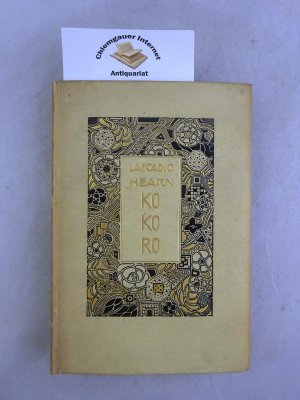 Chiemgauer Internet
Antiquariat
LAFCADIO
HEARN
KO
KO
RO